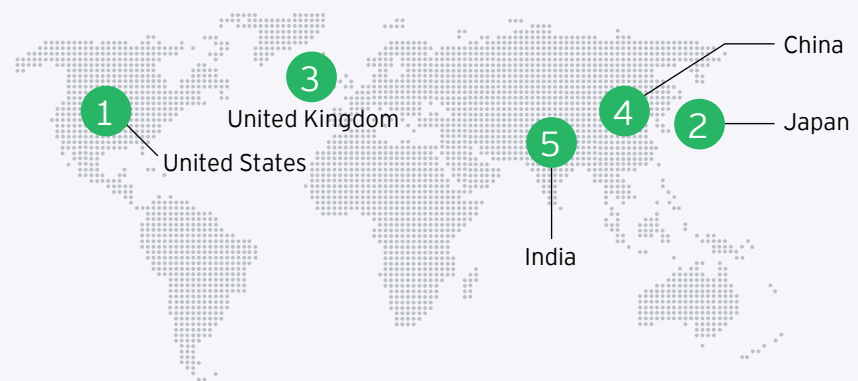 China
3
1
4
2
United Kingdom
Japan
5
United States
India